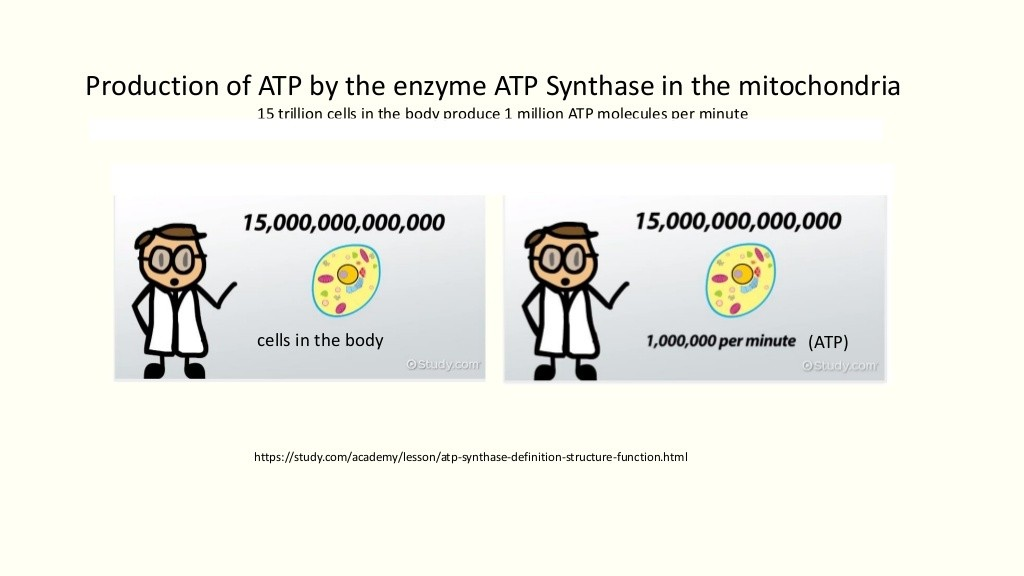 Production of ATP by the enzyme ATP Synthase in the mitochondria
15 trillion cells in the body produce 1 million ATP molecules per minute
15,000,000,000,000
cells in the body
Study.com
15,000,000,000,000
1,000,000 per minute (ATP)
Study.com
https://study.com/academy/lesson/atp-synthase-definition-structure-function.html